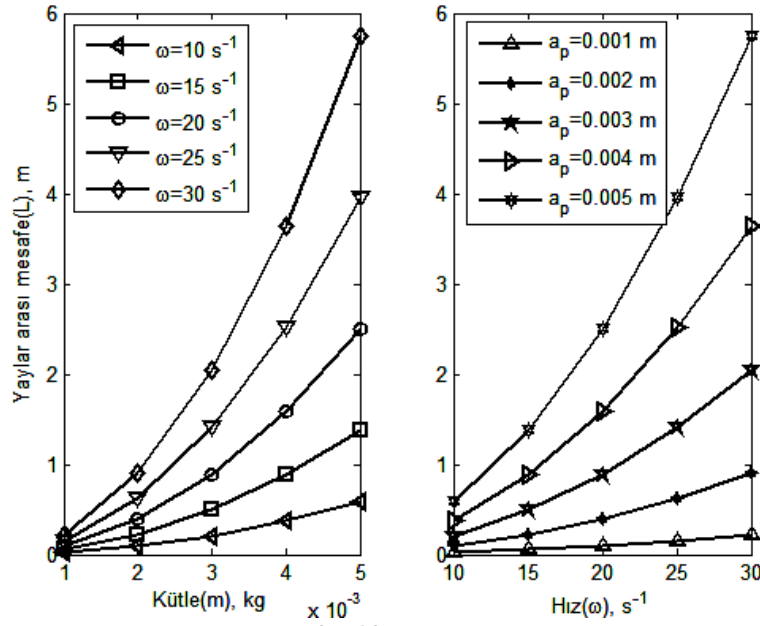 Yaylar arası mesafe(L), m
6
5
4
3
2
1
0
ω=10 s⁻¹
ω=15 s⁻¹
ω=20 s⁻¹
ω=25 s⁻¹
ω=30 s⁻¹
1 2 3 4 5
Kütle(m), kg
x 10⁻³
6
5
4
3
2
1
0
aₚ=0.001 m
aₚ=0.002 m
aₚ=0.003 m
aₚ=0.004 m
aₚ=0.005 m
10 15 20 25 30
Hız(ω), s⁻¹